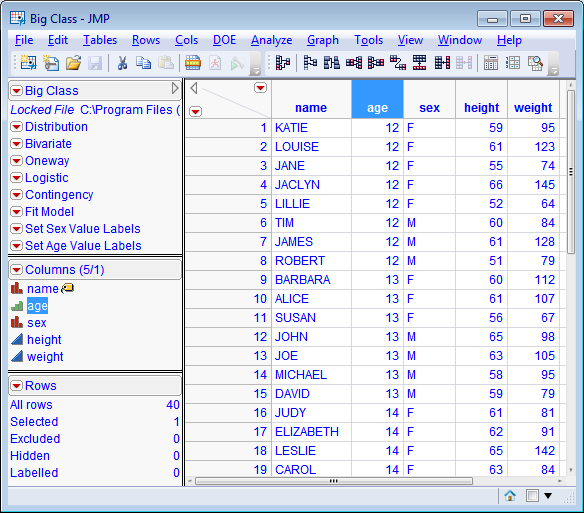 Big Class - JMP
File Edit Tables Rows Cols DOE Analyze Graph Tools View Window Help
Big Class
Locked File C:\Program Files (
Distribution
Bivariate
Oneway
Logistic
Contingency
Fit Model
Set Sex Value Labels
Set Age Value Labels
Columns (5/1)
name
age
sex
height
weight
Rows
All rows 40
Selected 1
Excluded 0
Hidden 0
Labelled 0
name age sex height weight
1 KATIE 12 F 59 95
2 LOUISE 12 F 61 123
3 JANE 12 F 55 74
4 JACLYN 12 F 66 145
5 LILLIE 12 F 52 64
6 TIM 12 M 60 84
7 JAMES 12 M 61 128
8 ROBERT 12 M 51 79
9 BARBARA 13 F 60 112
10 ALICE 13 F 61 107
11 SUSAN 13 F 56 67
12 JOHN 13 M 65 98
13 JOE 13 M 63 105
14 MICHAEL 13 M 58 95
15 DAVID 13 M 59 79
16 JUDY 14 F 61 81
17 ELIZABETH 14 F 62 91
18 LESLIE 14 F 65 142
19 CAROL 14 F 63 84